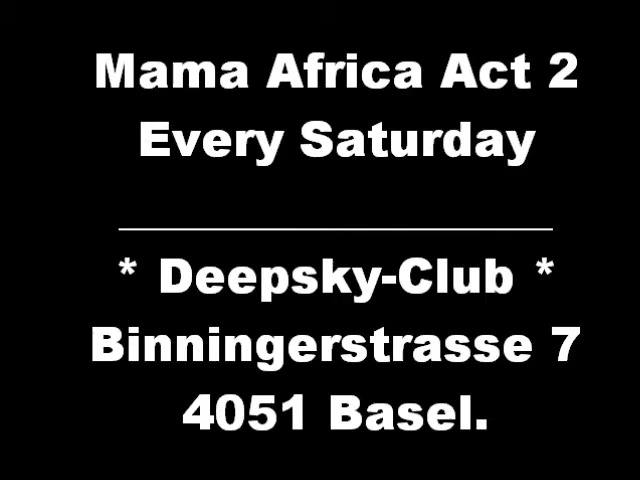 Mama Africa Act 2
Every Saturday
* Deepsky-Club *
Binningerstrasse 7
4051 Basel.